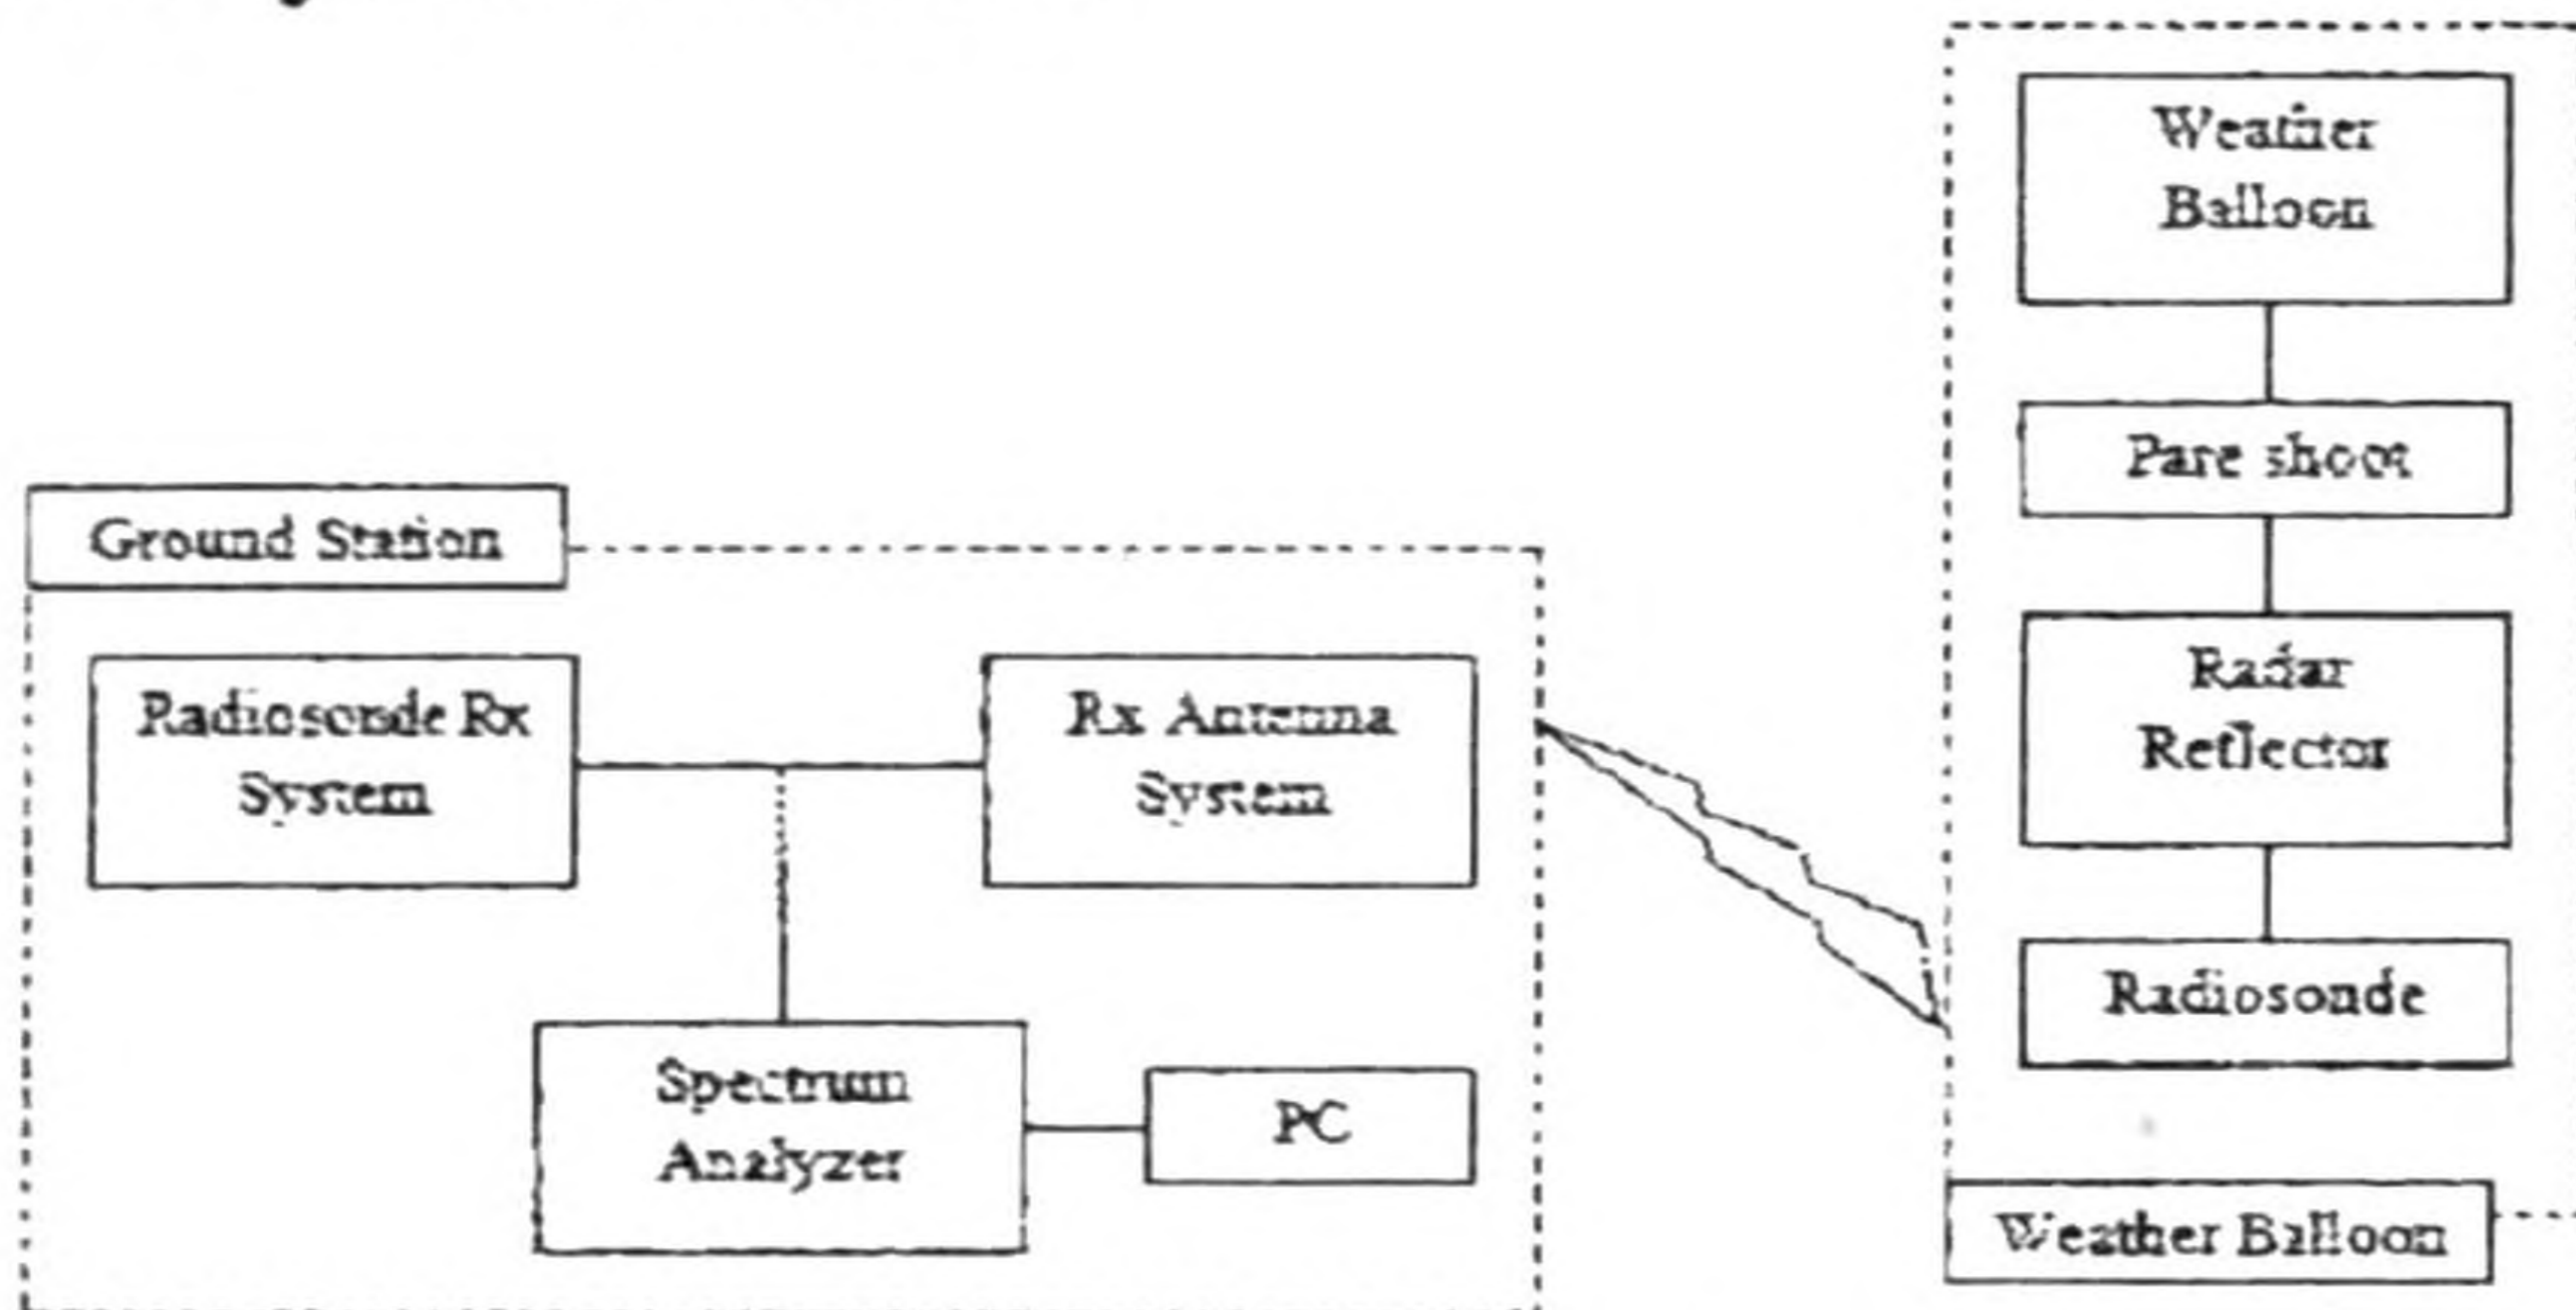 Weather
Balloon
Pare shoot
Radar
Reflector
Radiosonde
Weather Balloon
Ground Station
Radiosonde Rx
System
Rx Antenna
System
Spectrum
Analyzer
PC